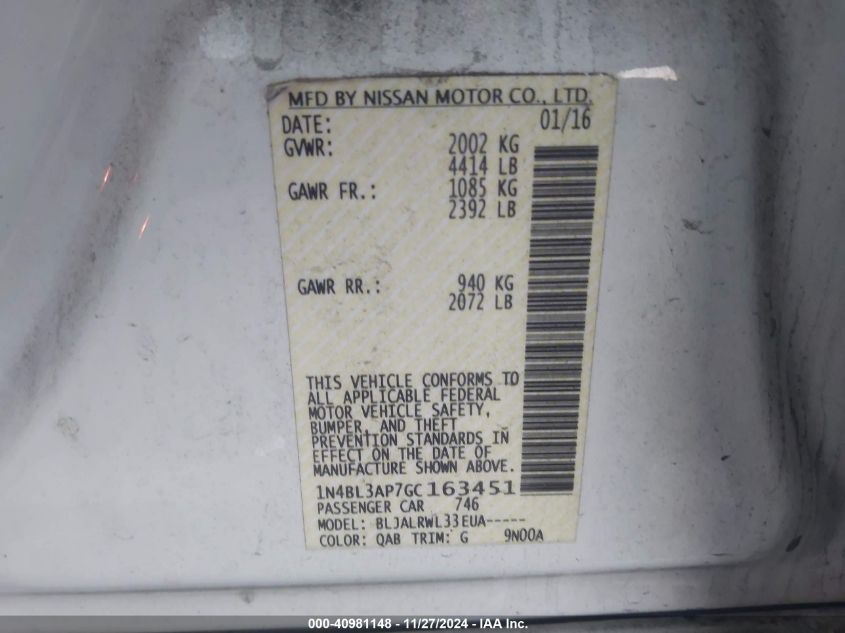 MFD BY NISSAN MOTOR CO., LTD.
DATE: 01/16
GVWR: 2002 KG
4414 LB
GAWR FR.: 1085 KG
2392 LB
GAWR RR.: 940 KG
2072 LB
THIS VEHICLE CONFORMS TO
ALL APPLICABLE FEDERAL
MOTOR VEHICLE SAFETY,
BUMPER, AND THEFT
PREVENTION STANDARDS IN
EFFECT ON THE DATE OF
MANUFACTURE SHOWN ABOVE.
1N4BL3AP7GC163451
PASSENGER CAR 746
MODEL: BLJALRWL33EUA-----
COLOR: QAB TRIM: G 9N00A
000-40981148 - 11/27/2024 - IAA Inc.